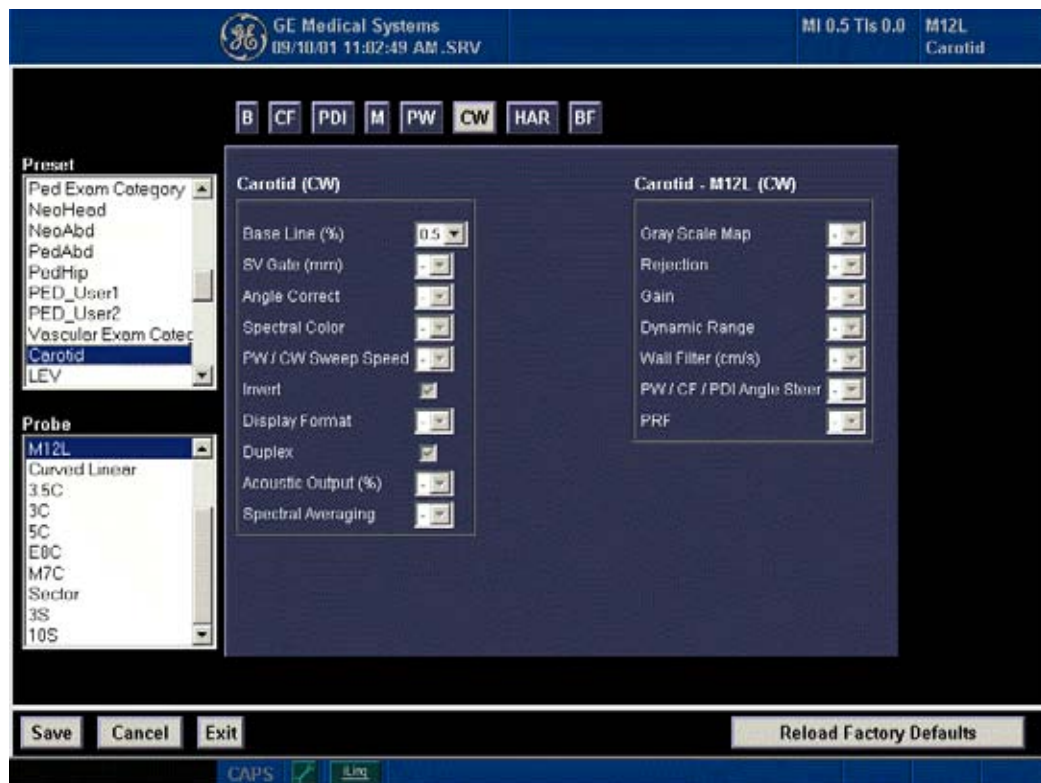 GE Medical Systems
09/10/01 11:02:49 AM .SRV
MI 0.5 TIs 0.0
M12L
Carotid
B CF PDI M PW CW HAR BF
Preset
Ped Exam Category
NeoHead
NeoAbd
PedAbd
PedHip
PED_User1
PED_User2
Vascular Exam Categ
Carotid
LEV
Probe
M12L
Curved Linear
3.5C
3C
5C
E8C
M7C
Sector
3S
10S
Carotid (CW)
Base Line (%) 0.5
SV Gate (mm) -
Angle Correct -
Spectral Color -
PW / CW Sweep Speed -
Invert
Display Format -
Duplex
Acoustic Output (%) -
Spectral Averaging -
Carotid - M12L (CW)
Gray Scale Map -
Rejection -
Gain -
Dynamic Range -
Wall Filter (cm/s) -
PW / CF / PDI Angle Steer -
PRF -
Save Cancel Exit Reload Factory Defaults
CAPS iLinq